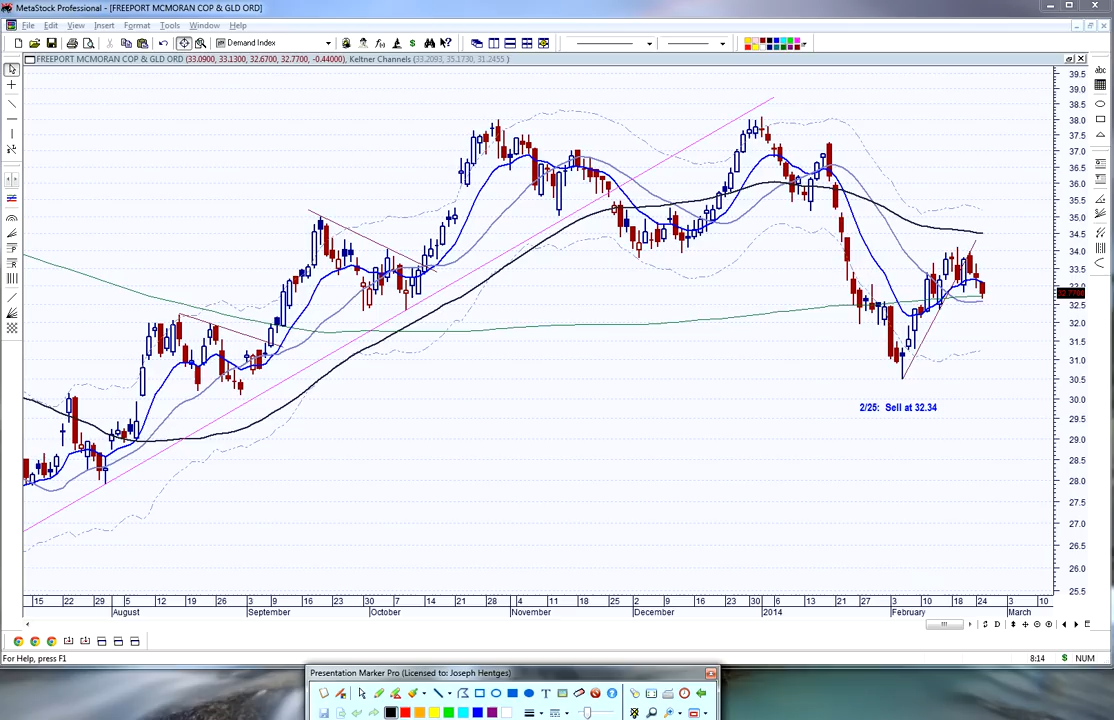 MetaStock Professional - [FREEPORT MCMORAN COP & GLD ORD]
File Edit View Insert Format Tools Window Help
Demand Index
FREEPORT MCMORAN COP & GLD ORD (33.0900, 33.1300, 32.6700, 32.7700, -0.44000), Keltner Channels (33.2093, 35.1730, 31.2455 )
abc
39.5
39.0
38.5
38.0
37.5
37.0
36.5
36.0
35.5
35.0
34.5
34.0
33.5
33.0
32.5
32.0
31.5
31.0
30.5
30.0
29.5
29.0
28.5
28.0
27.5
27.0
26.5
26.0
25.5
2/25: Sell at 32.34
15 22 29 5 12 19 26 3 9 16 23 30 7 14 21 28 4 11 18 25 2 9 16 23 30 6 13 21 27 3 10 18 24 3 10
August September October November December 2014 February March
For Help, press F1 8:14 $ NUM
Presentation Marker Pro (Licensed to: Joseph Hentges)